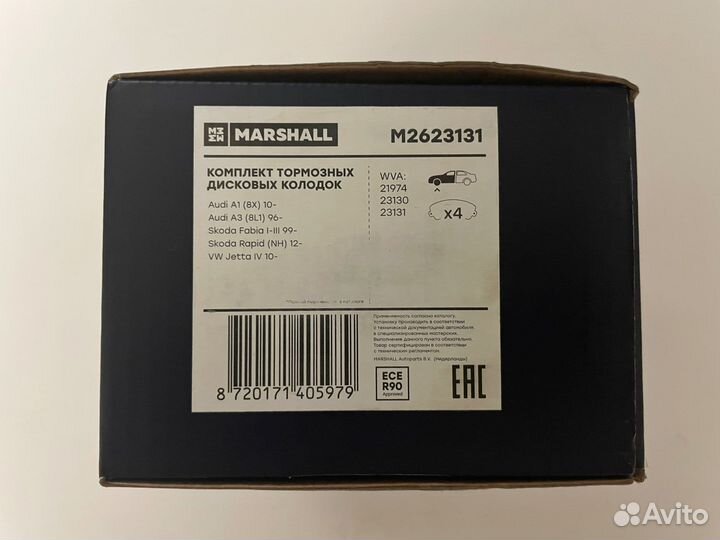 MARSHALL
M2623131
КОМПЛЕКТ ТОРМОЗНЫХ
ДИСКОВЫХ КОЛОДОК
Audi A1 (8X) 10-
Audi A3 (8L1) 96-
Skoda Fabia I-III 99-
Skoda Rapid (NH) 12-
VW Jetta IV 10-
WVA:
21974
23130
23131
x4
Применяемость согласно каталогу.
Установку производить в соответствии
с технической документацией автомобиля
в специализированных мастерских.
Выполнение данного пункта обязательно.
Товар сертифицирован в соответствии
с техническим регламентом.
MARSHALL Autoparts B.V. (Нидерланды)
8 720171 405979
ECE
R90
Approved
EAC
Avito